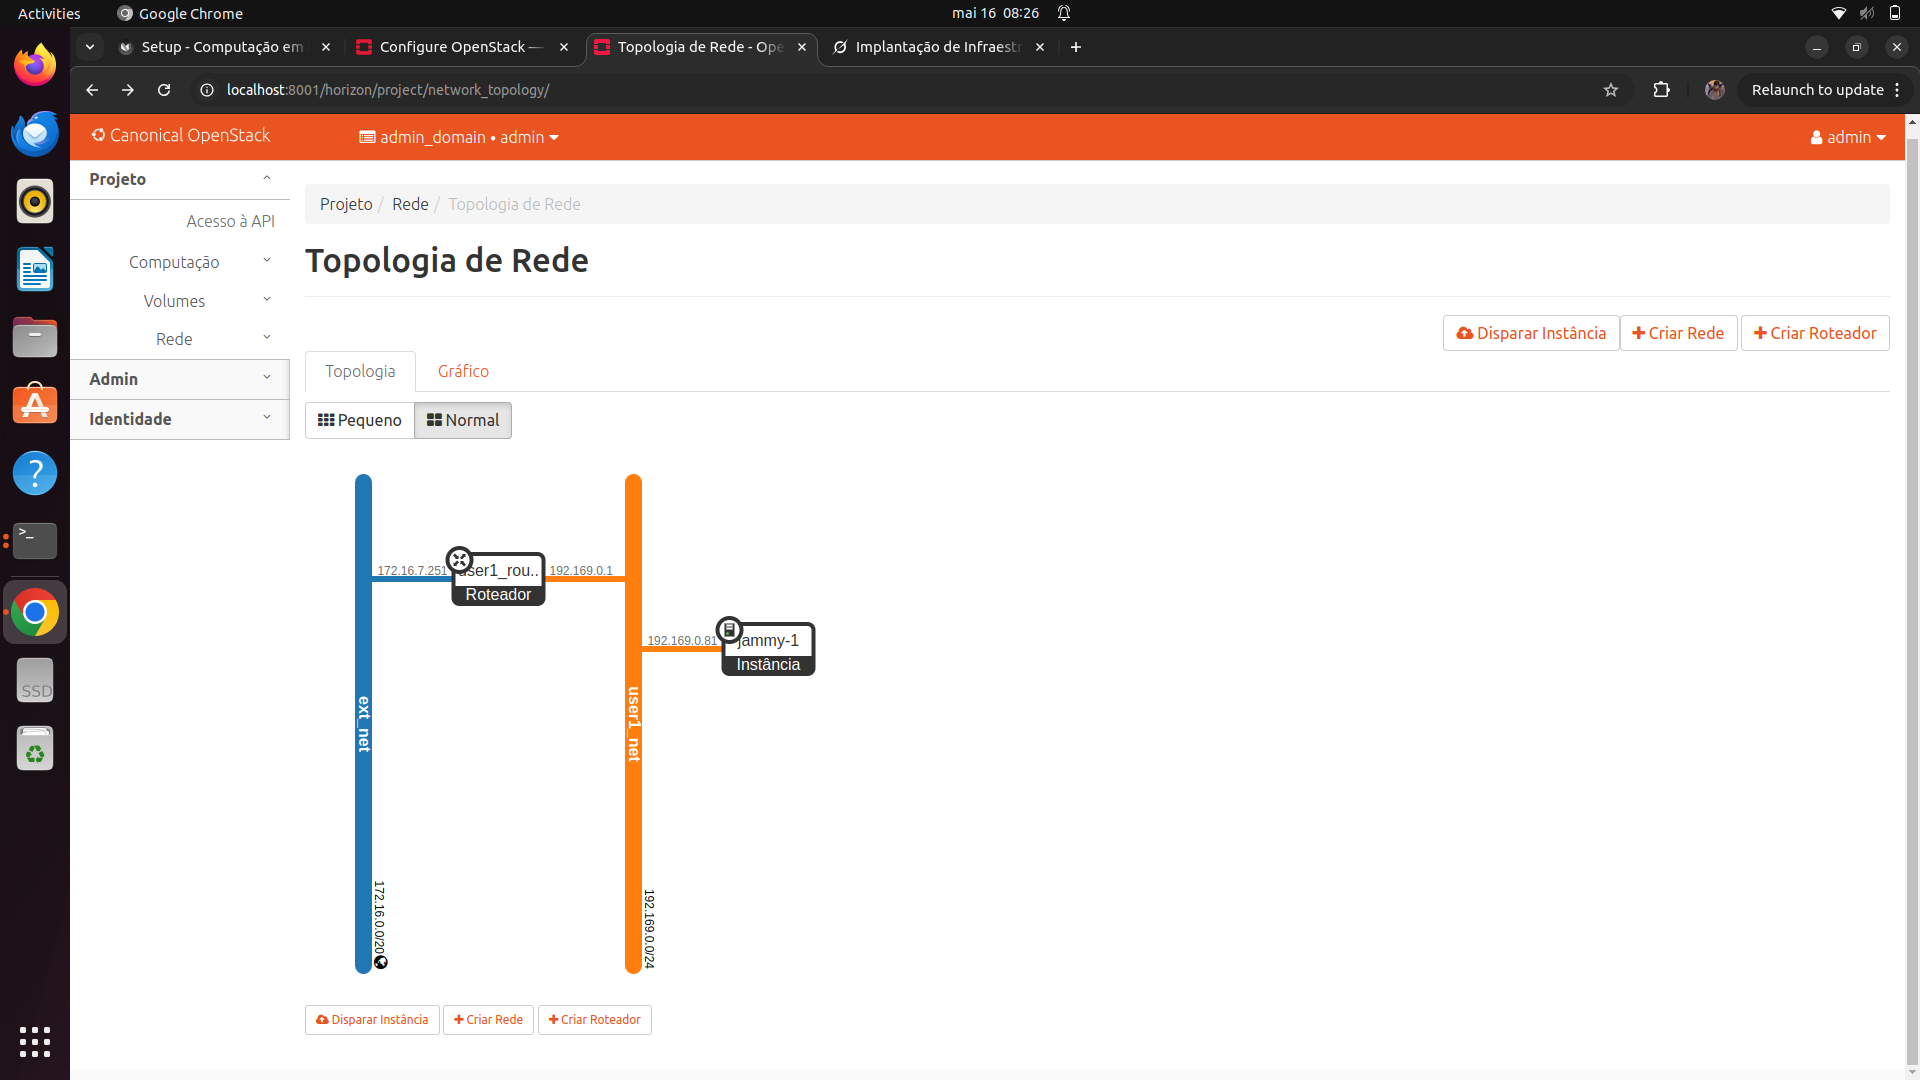 Activities
Google Chrome
mai 16 08:26
Setup - Computação em
Configure OpenStack —
Topologia de Rede - Ope
Implantação de Infraest
localhost:8001/horizon/project/network_topology/
Relaunch to update
Canonical OpenStack
admin_domain • admin
admin
Projeto
Acesso à API
Computação
Volumes
Rede
Admin
Identidade
Projeto / Rede / Topologia de Rede
Topologia de Rede
Disparar Instância
Criar Rede
Criar Roteador
Topologia
Gráfico
Pequeno
Normal
172.16.7.251
user1_rou..
Roteador
192.169.0.1
192.169.0.81
jammy-1
Instância
ext_net
user1_net
172.16.0.0/20
192.169.0.0/24
Disparar Instância
Criar Rede
Criar Roteador
SSD